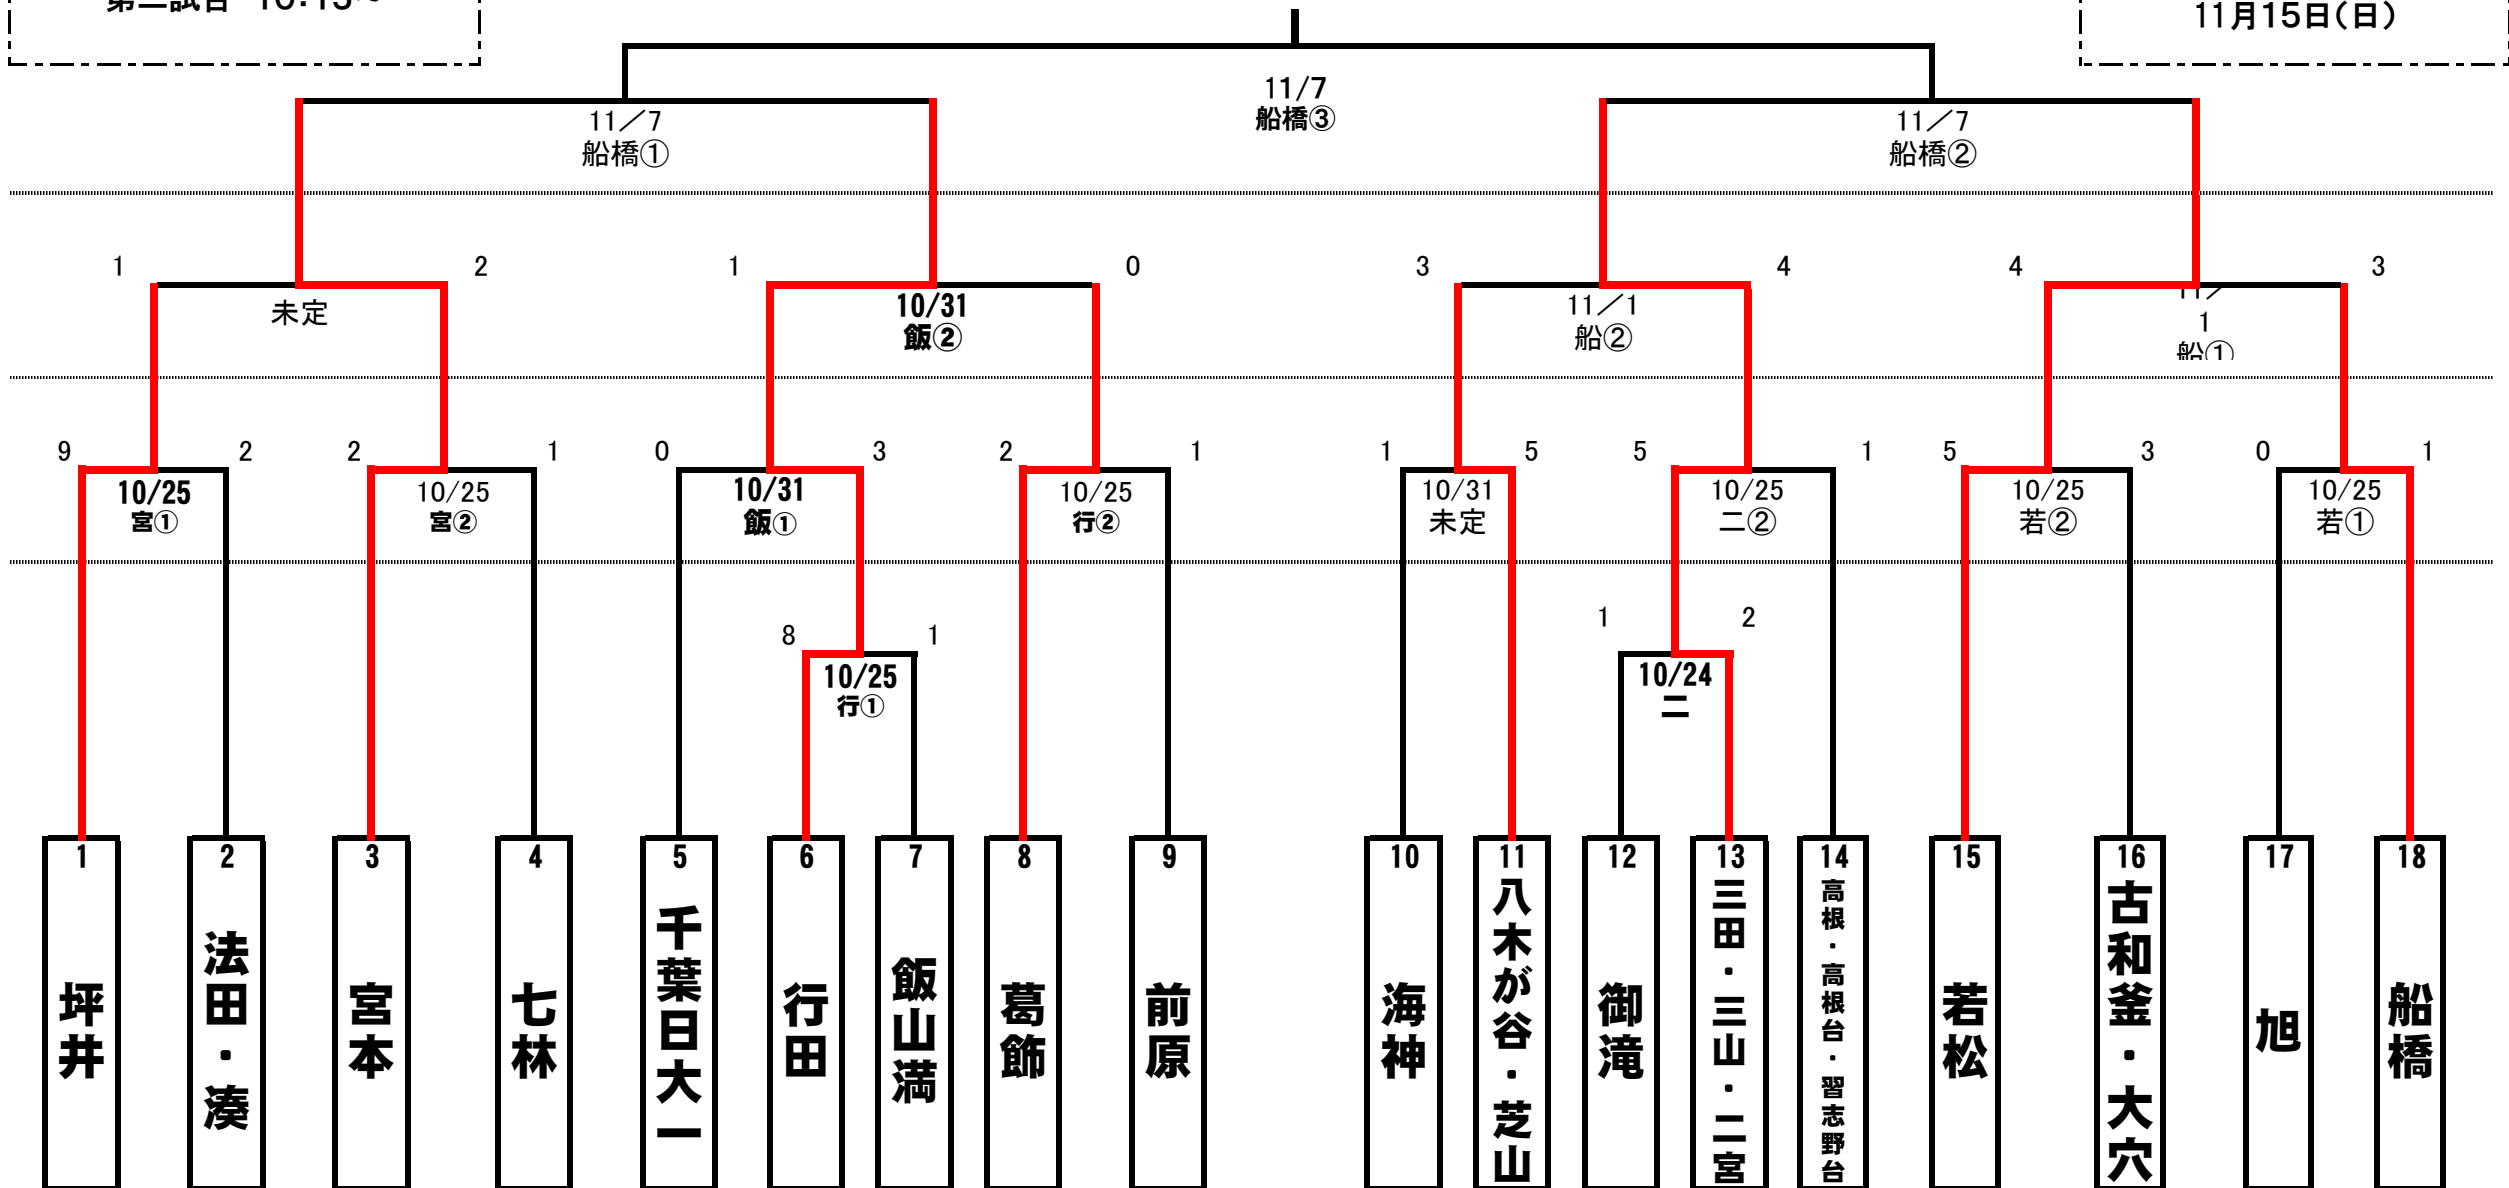 第二試合 10:15~
11月15日(日)
11/7
船橋③
11／7
船橋①
11／7
船橋②
1
2
1
0
3
4
4
3
未定
10/31
飯②
11／1
船②
1
船①
9
2
2
1
0
3
2
1
1
5
5
1
5
3
0
1
10/25
宮①
10/25
宮②
10/31
飯①
10/25
行②
10/31
未定
10/25
二②
10/25
若②
10/25
若①
8
1
1
2
10/25
行①
10/24
二
1
坪井
2
法田・湊
3
宮本
4
七林
5
千葉日大一
6
行田
7
飯山満
8
葛飾
9
前原
10
海神
11
八木が谷・芝山
12
御滝
13
三田・三山・二宮
14
高根・高根台・習志野台
15
若松
16
古和釜・大穴
17
旭
18
船橋